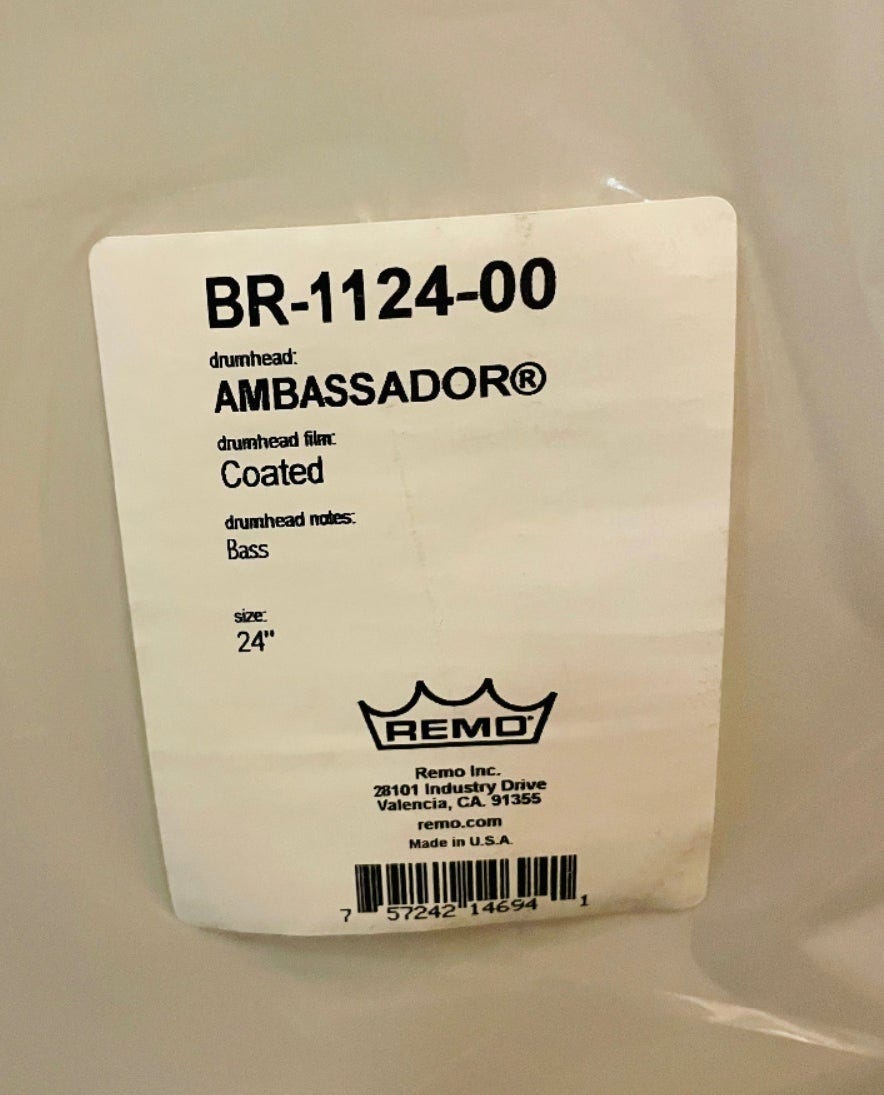 BR-1124-00
drumhead:
AMBASSADOR®
drumhead film:
Coated
drumhead notes:
Bass
size:
24"
REMO®
Remo Inc.
28101 Industry Drive
Valencia, CA. 91355
remo.com
Made in U.S.A.
7 57242 14694 1